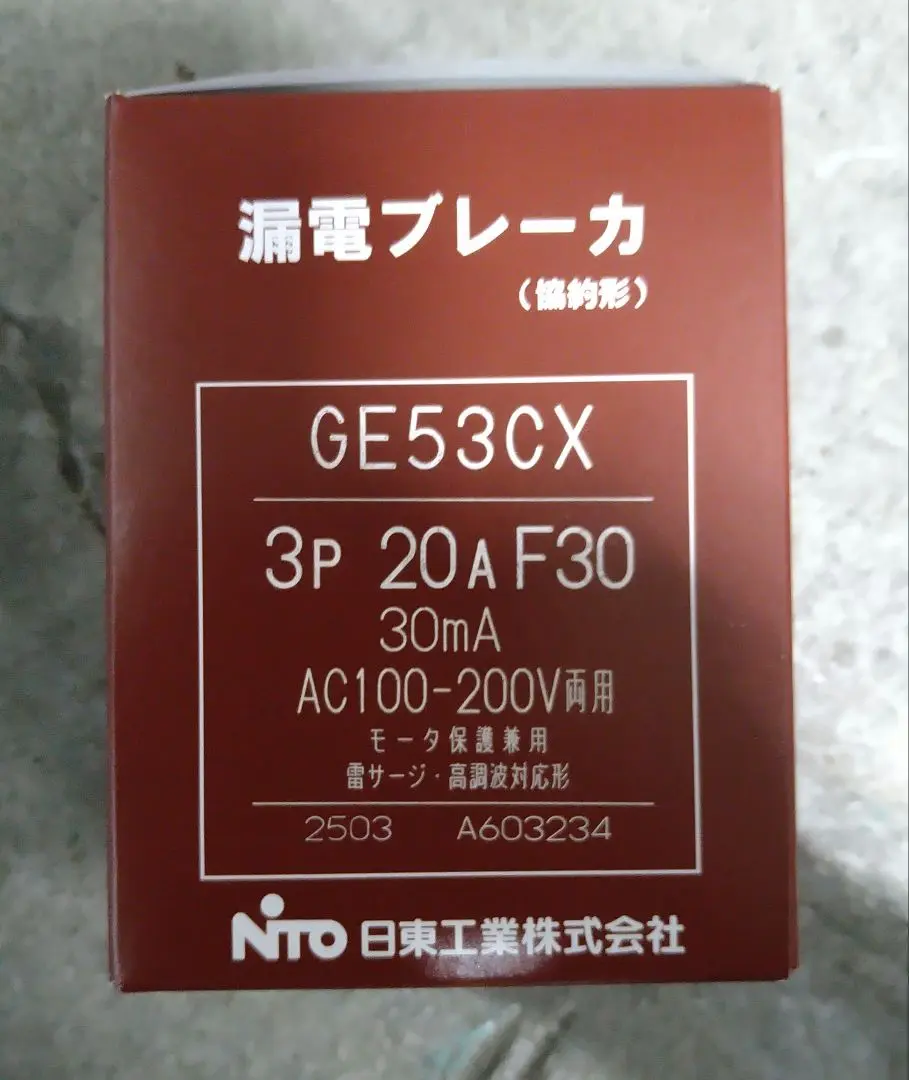 漏電ブレーカ
(協約形)
GE53CX
3P 20A F30
30mA
AC100-200V両用
モータ保護兼用
雷サージ・高調波対応形
2503 A603234
NiTO 日東工業株式会社